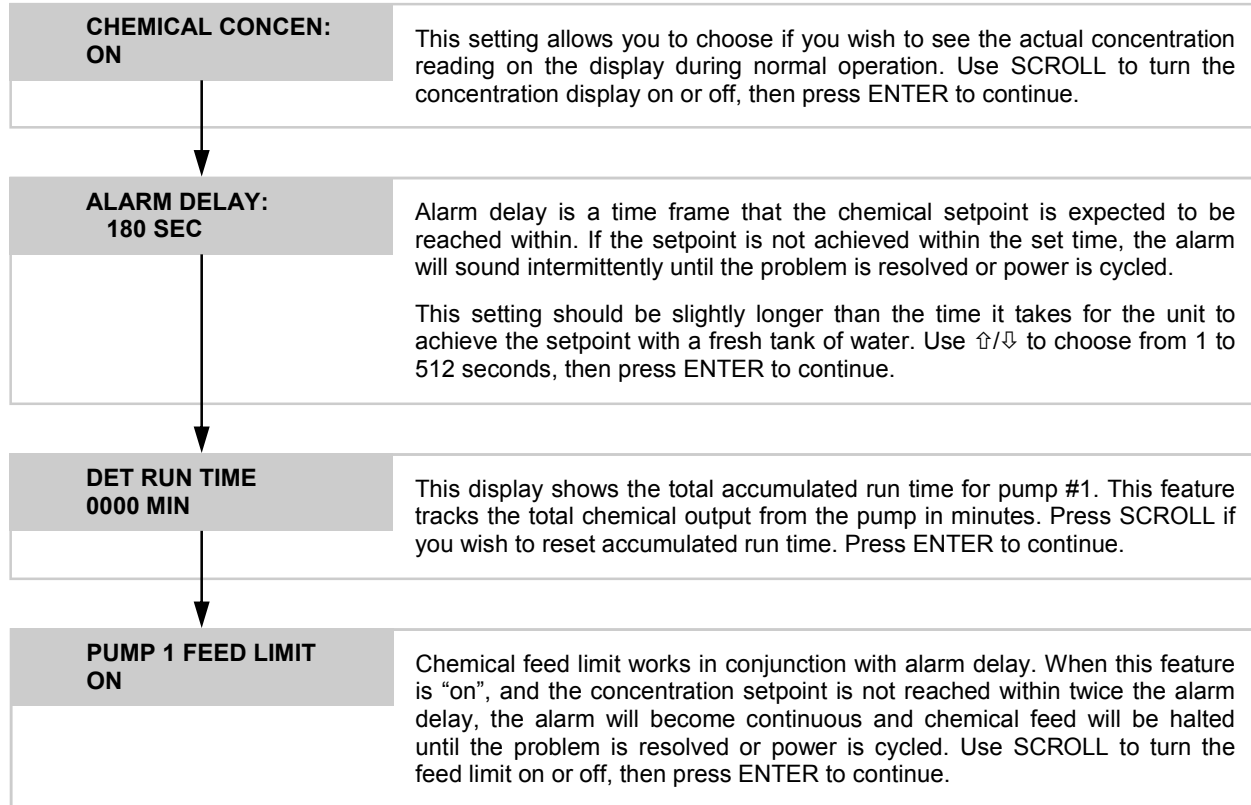 CHEMICAL CONCEN:
ON
This setting allows you to choose if you wish to see the actual concentration
reading on the display during normal operation. Use SCROLL to turn the
concentration display on or off, then press ENTER to continue.
ALARM DELAY:
180 SEC
Alarm delay is a time frame that the chemical setpoint is expected to be
reached within. If the setpoint is not achieved within the set time, the alarm
will sound intermittently until the problem is resolved or power is cycled.
This setting should be slightly longer than the time it takes for the unit to
achieve the setpoint with a fresh tank of water. Use ⇧/⇩ to choose from 1 to
512 seconds, then press ENTER to continue.
DET RUN TIME
0000 MIN
This display shows the total accumulated run time for pump #1. This feature
tracks the total chemical output from the pump in minutes. Press SCROLL if
you wish to reset accumulated run time. Press ENTER to continue.
PUMP 1 FEED LIMIT
ON
Chemical feed limit works in conjunction with alarm delay. When this feature
is “on”, and the concentration setpoint is not reached within twice the alarm
delay, the alarm will become continuous and chemical feed will be halted
until the problem is resolved or power is cycled. Use SCROLL to turn the
feed limit on or off, then press ENTER to continue.